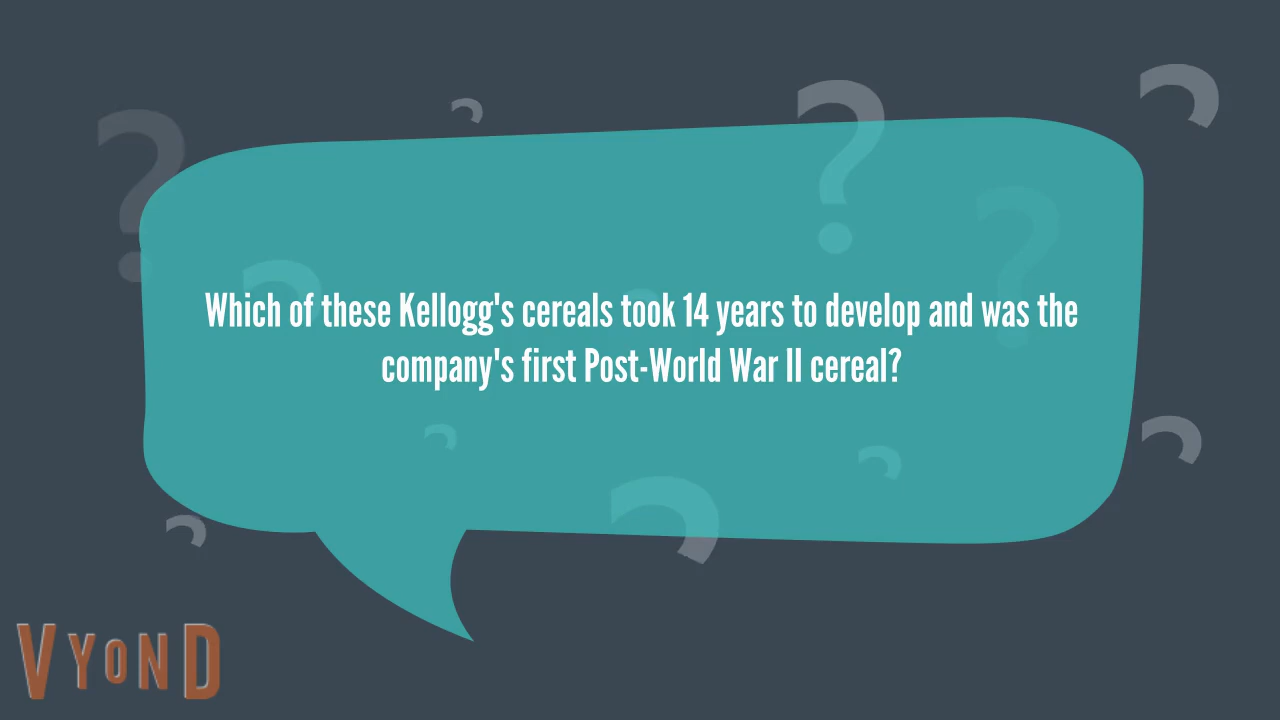 Which of these Kellogg's cereals took 14 years to develop and was the
company's first Post-World War II cereal?
VYOND